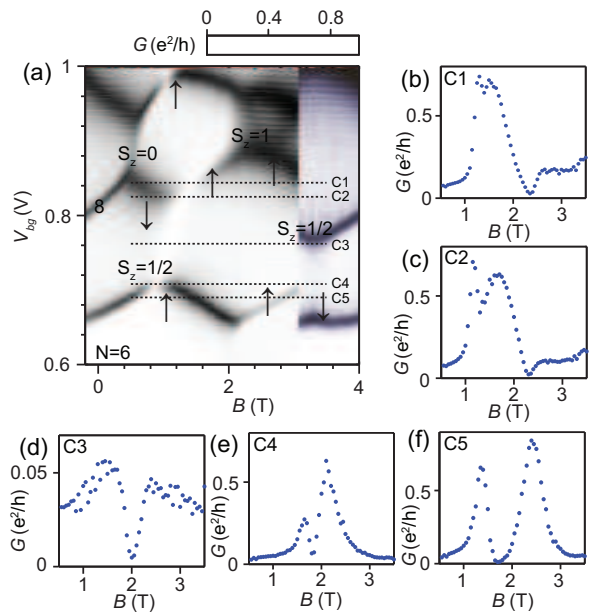 0 0.4 0.8
G (e²/h)
(a)
1
0.8
0.6
V_bg (V)
S_z=0
S_z=1
8
C1
C2
S_z=1/2
C3
S_z=1/2
C4
C5
N=6
0 2 4
B (T)
(b) C1
0.5
0
G (e²/h)
1 2 3
B (T)
(c) C2
0.5
0
G (e²/h)
1 2 3
B (T)
(d) C3
0.05
0
G (e²/h)
1 2 3
B (T)
(e) C4
0.5
0
G (e²/h)
1 2 3
B (T)
(f) C5
0.5
0
G (e²/h)
1 2 3
B (T)